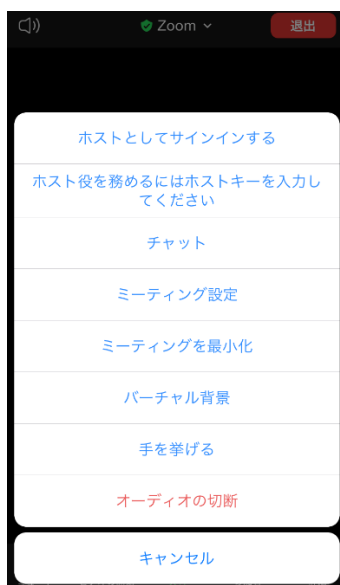 Zoom
退出
ホストとしてサインインする
ホスト役を務めるにはホストキーを入力し
てください
チャット
ミーティング設定
ミーティングを最小化
バーチャル背景
手を挙げる
オーディオの切断
キャンセル